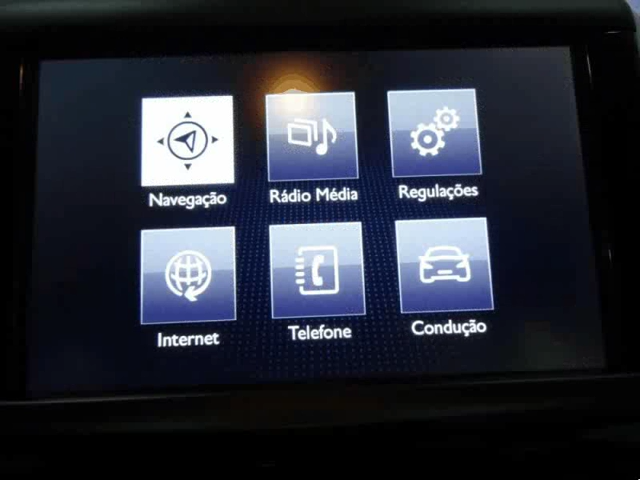 Navegação
Rádio Média
Regulações
Internet
Telefone
Condução